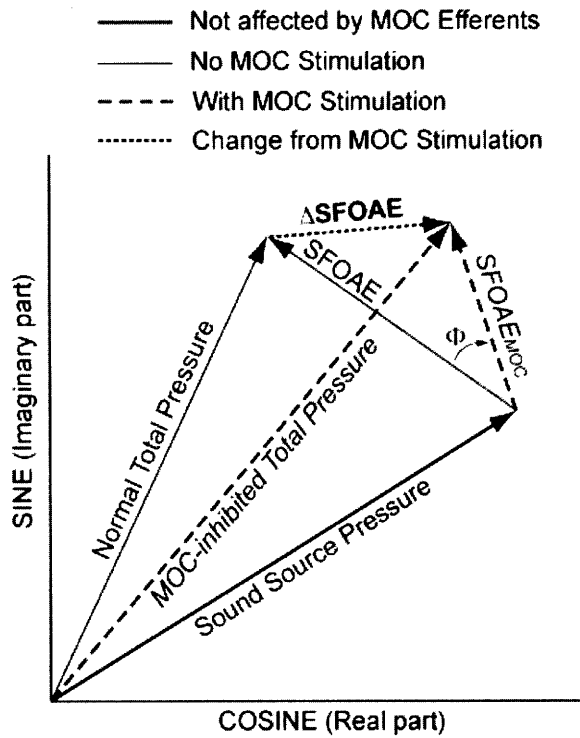 Not affected by MOC Efferents
No MOC Stimulation
With MOC Stimulation
Change from MOC Stimulation
ΔSFOAE
SFOAE
SFOAEMOC
Φ
Normal Total Pressure
MOC-inhibited Total Pressure
Sound Source Pressure
SINE (Imaginary part)
COSINE (Real part)